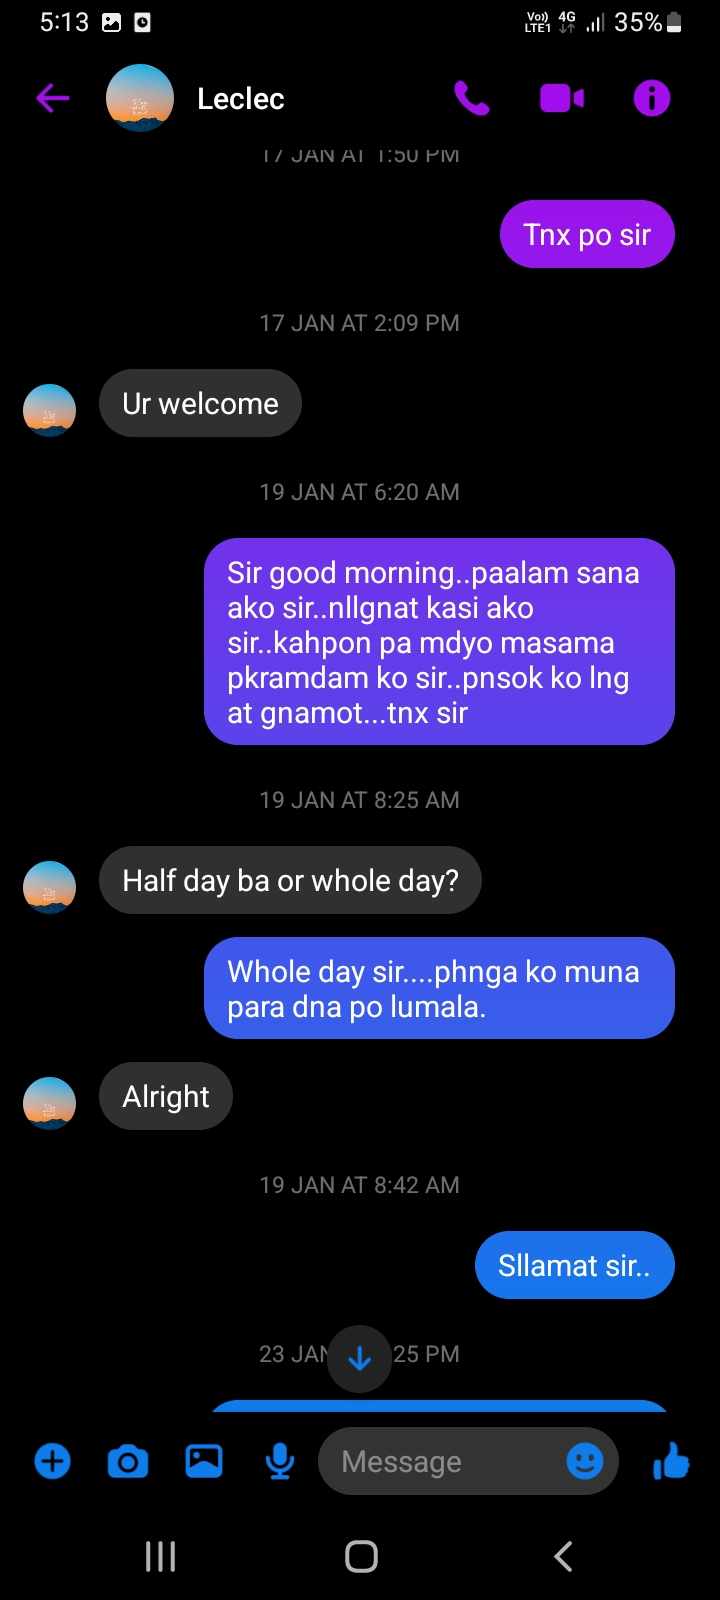 5:13
Vo)) 4G 35%
LTE1
Leclec
17 JAN AT 1:50 PM
Tnx po sir
17 JAN AT 2:09 PM
Ur welcome
19 JAN AT 6:20 AM
Sir good morning..paalam sana
ako sir..nllgnat kasi ako
sir..kahpon pa mdyo masama
pkramdam ko sir..pnsok ko lng
at gnamot...tnx sir
19 JAN AT 8:25 AM
Half day ba or whole day?
Whole day sir....phnga ko muna
para dna po lumala.
Alright
19 JAN AT 8:42 AM
Sllamat sir..
23 JAN 25 PM
Message